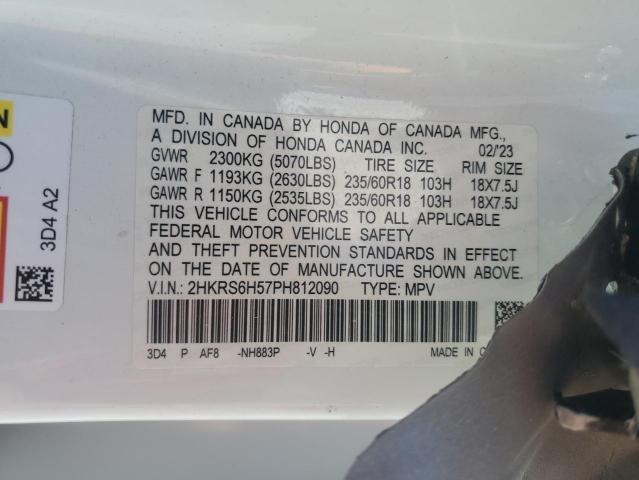 MFD. IN CANADA BY HONDA OF CANADA MFG.,
A DIVISION OF HONDA CANADA INC. 02/'23
GVWR 2300KG (5070LBS) TIRE SIZE RIM SIZE
GAWR F 1193KG (2630LBS) 235/60R18 103H 18X7.5J
GAWR R 1150KG (2535LBS) 235/60R18 103H 18X7.5J
THIS VEHICLE CONFORMS TO ALL APPLICABLE
FEDERAL MOTOR VEHICLE SAFETY
AND THEFT PREVENTION STANDARDS IN EFFECT
ON THE DATE OF MANUFACTURE SHOWN ABOVE.
V.I.N.: 2HKRS6H57PH812090 TYPE: MPV
3D4 P AF8 -NH883P -V -H MADE IN
3D4 A2